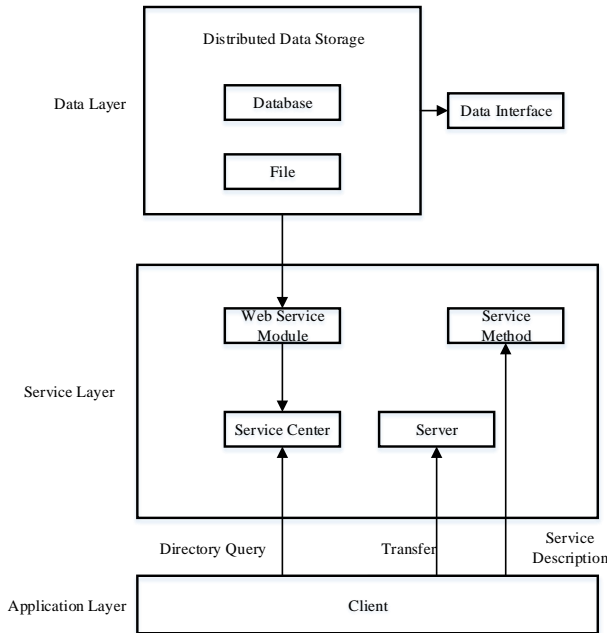 Distributed Data Storage
Data Layer
Database
Data Interface
File
Web Service
Module
Service
Method
Service Layer
Service Center
Server
Directory Query
Transfer
Service
Description
Application Layer
Client